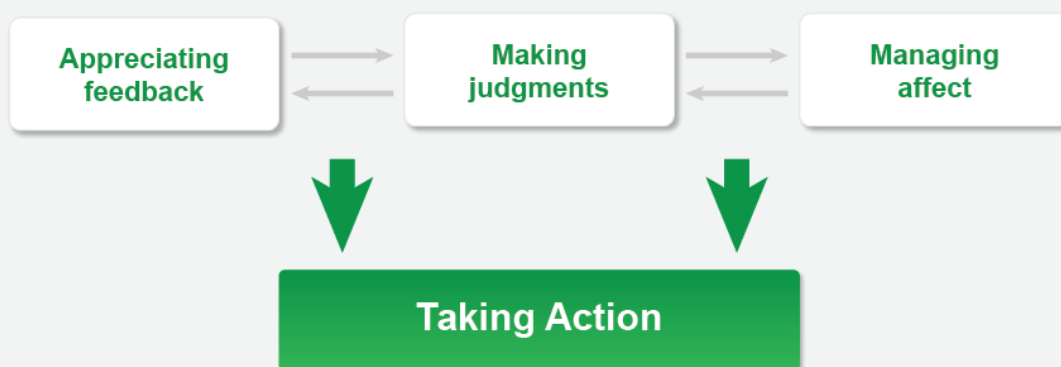 Appreciating
feedback
Making
judgments
Managing
affect
Taking Action